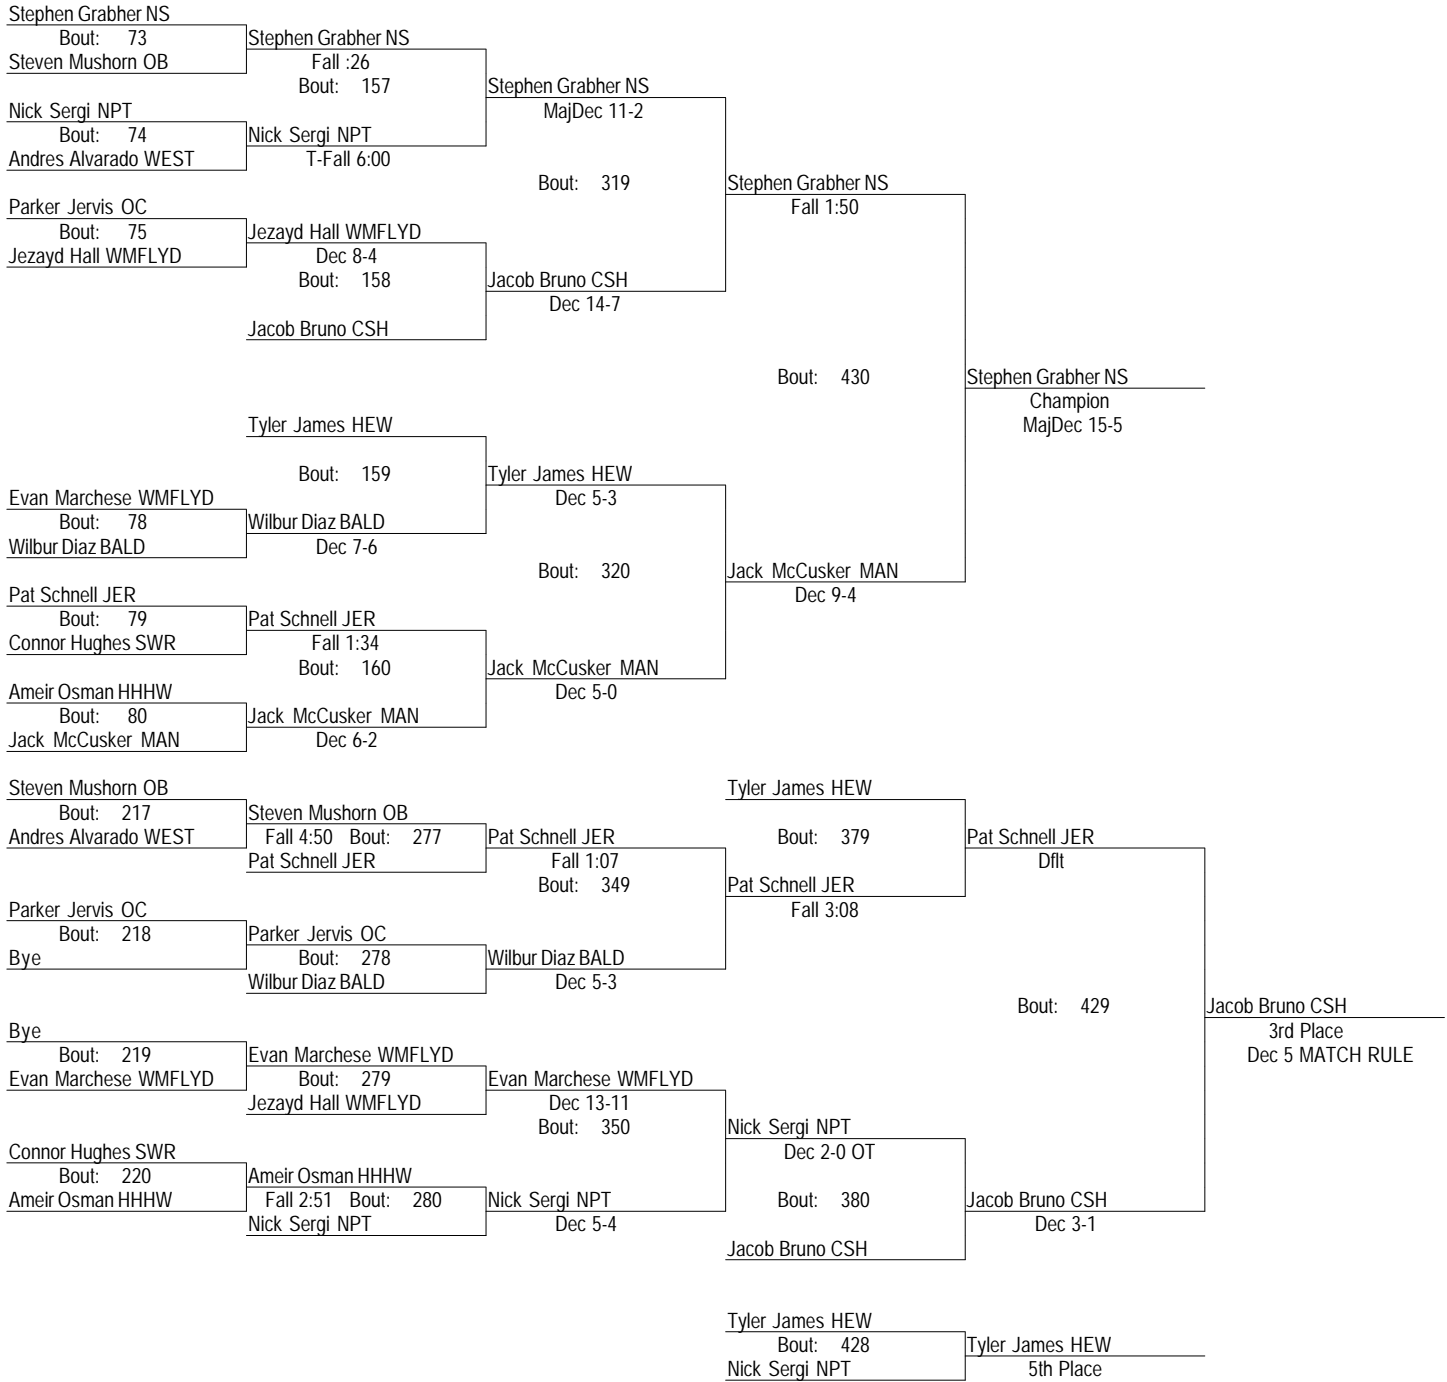 Stephen Grabher NS
Bout: 73 Stephen Grabher NS
Steven Mushorn OB Fall :26
Bout: 157 Stephen Grabher NS
Nick Sergi NPT MajDec 11-2
Bout: 74 Nick Sergi NPT
Andres Alvarado WEST T-Fall 6:00
Bout: 319 Stephen Grabher NS
Parker Jervis OC Fall 1:50
Bout: 75 Jezayd Hall WMFLYD
Jezayd Hall WMFLYD Dec 8-4
Bout: 158 Jacob Bruno CSH
Dec 14-7
Jacob Bruno CSH
Bout: 430 Stephen Grabher NS
Champion
Tyler James HEW MajDec 15-5
Bout: 159 Tyler James HEW
Evan Marchese WMFLYD Dec 5-3
Bout: 78 Wilbur Diaz BALD
Wilbur Diaz BALD Dec 7-6
Bout: 320 Jack McCusker MAN
Pat Schnell JER Dec 9-4
Bout: 79 Pat Schnell JER
Connor Hughes SWR Fall 1:34
Bout: 160 Jack McCusker MAN
Ameir Osman HHHW Dec 5-0
Bout: 80 Jack McCusker MAN
Jack McCusker MAN Dec 6-2
Steven Mushorn OB Tyler James HEW
Bout: 217 Steven Mushorn OB
Andres Alvarado WEST Fall 4:50 Bout: 277 Pat Schnell JER Bout: 379 Pat Schnell JER
Pat Schnell JER Fall 1:07 Dflt
Bout: 349 Pat Schnell JER
Parker Jervis OC Fall 3:08
Bout: 218 Parker Jervis OC
Bye Bout: 278 Wilbur Diaz BALD
Wilbur Diaz BALD Dec 5-3
Bout: 429 Jacob Bruno CSH
Bye 3rd Place
Bout: 219 Evan Marchese WMFLYD Dec 5 MATCH RULE
Evan Marchese WMFLYD Bout: 279 Evan Marchese WMFLYD
Jezayd Hall WMFLYD Dec 13-11
Bout: 350 Nick Sergi NPT
Connor Hughes SWR Dec 2-0 OT
Bout: 220 Ameir Osman HHHW
Ameir Osman HHHW Fall 2:51 Bout: 280 Nick Sergi NPT Bout: 380 Jacob Bruno CSH
Nick Sergi NPT Dec 5-4 Dec 3-1
Jacob Bruno CSH
Tyler James HEW
Bout: 428 Tyler James HEW
Nick Sergi NPT 5th Place